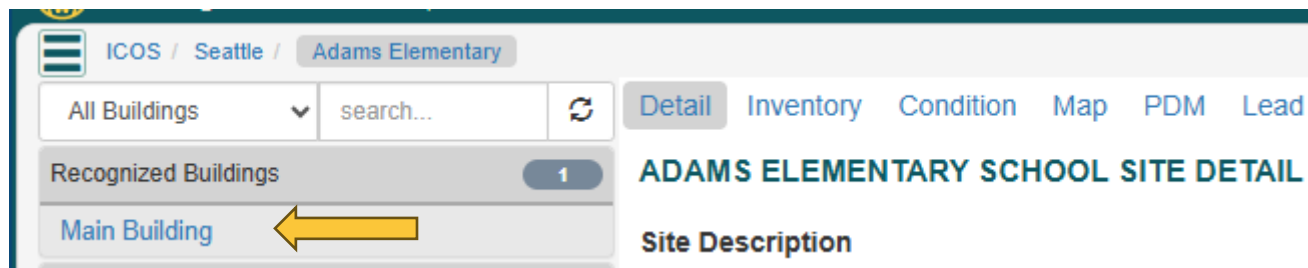 ICOS / Seattle / Adams Elementary
All Buildings search...
Detail Inventory Condition Map PDM Lead
Recognized Buildings 1
ADAMS ELEMENTARY SCHOOL SITE DETAIL
Main Building
Site Description